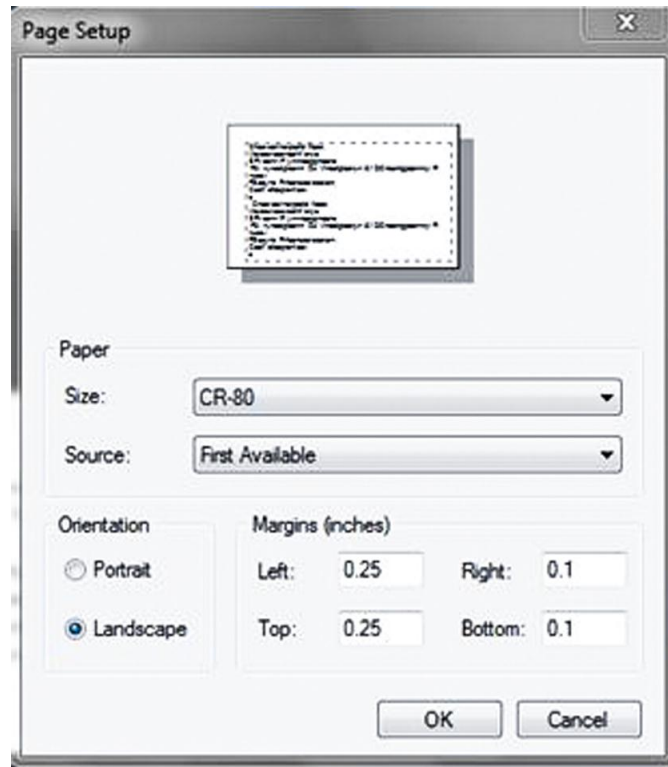 Page Setup
Paper
Size: CR-80
Source: First Available
Orientation
Portrait
Landscape
Margins (inches)
Left: 0.25 Right: 0.1
Top: 0.25 Bottom: 0.1
OK Cancel